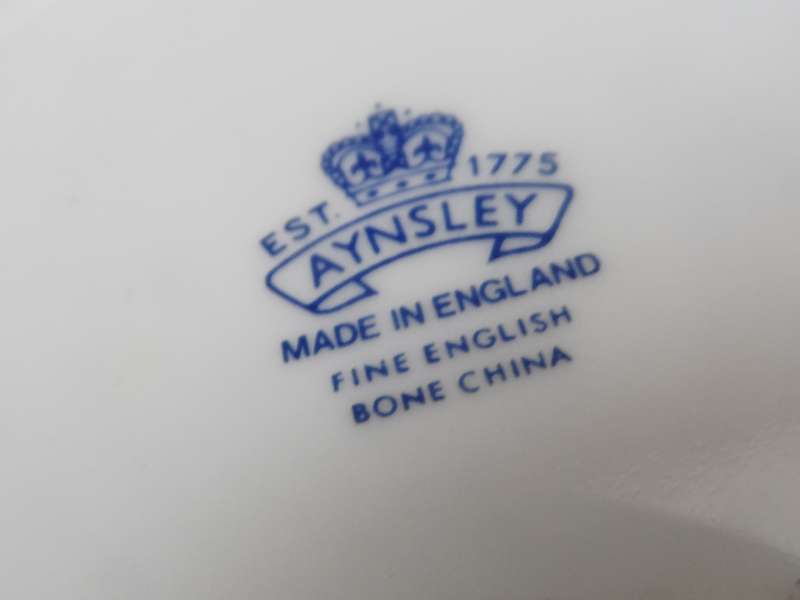 EST. 1775
AYNSLEY
MADE IN ENGLAND
FINE ENGLISH
BONE CHINA